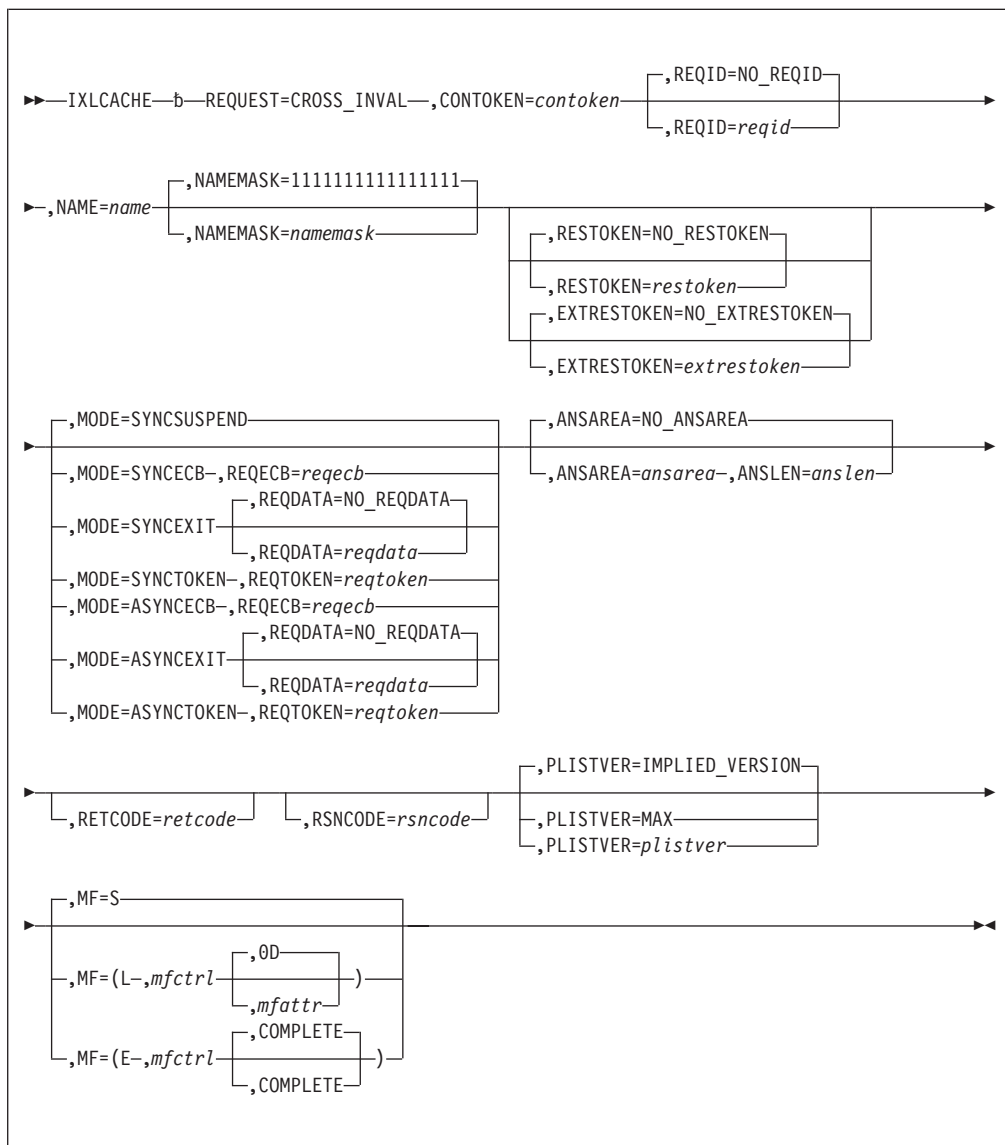 ,REQID=NO_REQID
IXLCACHE ƀ REQUEST=CROSS_INVAL ,CONTOKEN=contoken
,REQID=reqid
,NAMEMASK=1111111111111111
,NAME=name
,NAMEMASK=namemask
,RESTOKEN=NO_RESTOKEN
,RESTOKEN=restoken
,EXTRESTOKEN=NO_EXTRESTOKEN
,EXTRESTOKEN=extrestoken
,MODE=SYNCSUSPEND
,MODE=SYNCECB ,REQECB=reqecb
,REQDATA=NO_REQDATA
,MODE=SYNCEXIT
,REQDATA=reqdata
,MODE=SYNCTOKEN ,REQTOKEN=reqtoken
,MODE=ASYNCECB ,REQECB=reqecb
,REQDATA=NO_REQDATA
,MODE=ASYNCEXIT
,REQDATA=reqdata
,MODE=ASYNCTOKEN ,REQTOKEN=reqtoken
,ANSAREA=NO_ANSAREA
,ANSAREA=ansarea ,ANSLEN=anslen
,RETCODE=retcode
,RSNCODE=rsncode
,PLISTVER=IMPLIED_VERSION
,PLISTVER=MAX
,PLISTVER=plistver
,MF=S
,0D
,MF=(L ,mfctrl )
,mfattr
,COMPLETE
,MF=(E ,mfctrl )
,COMPLETE